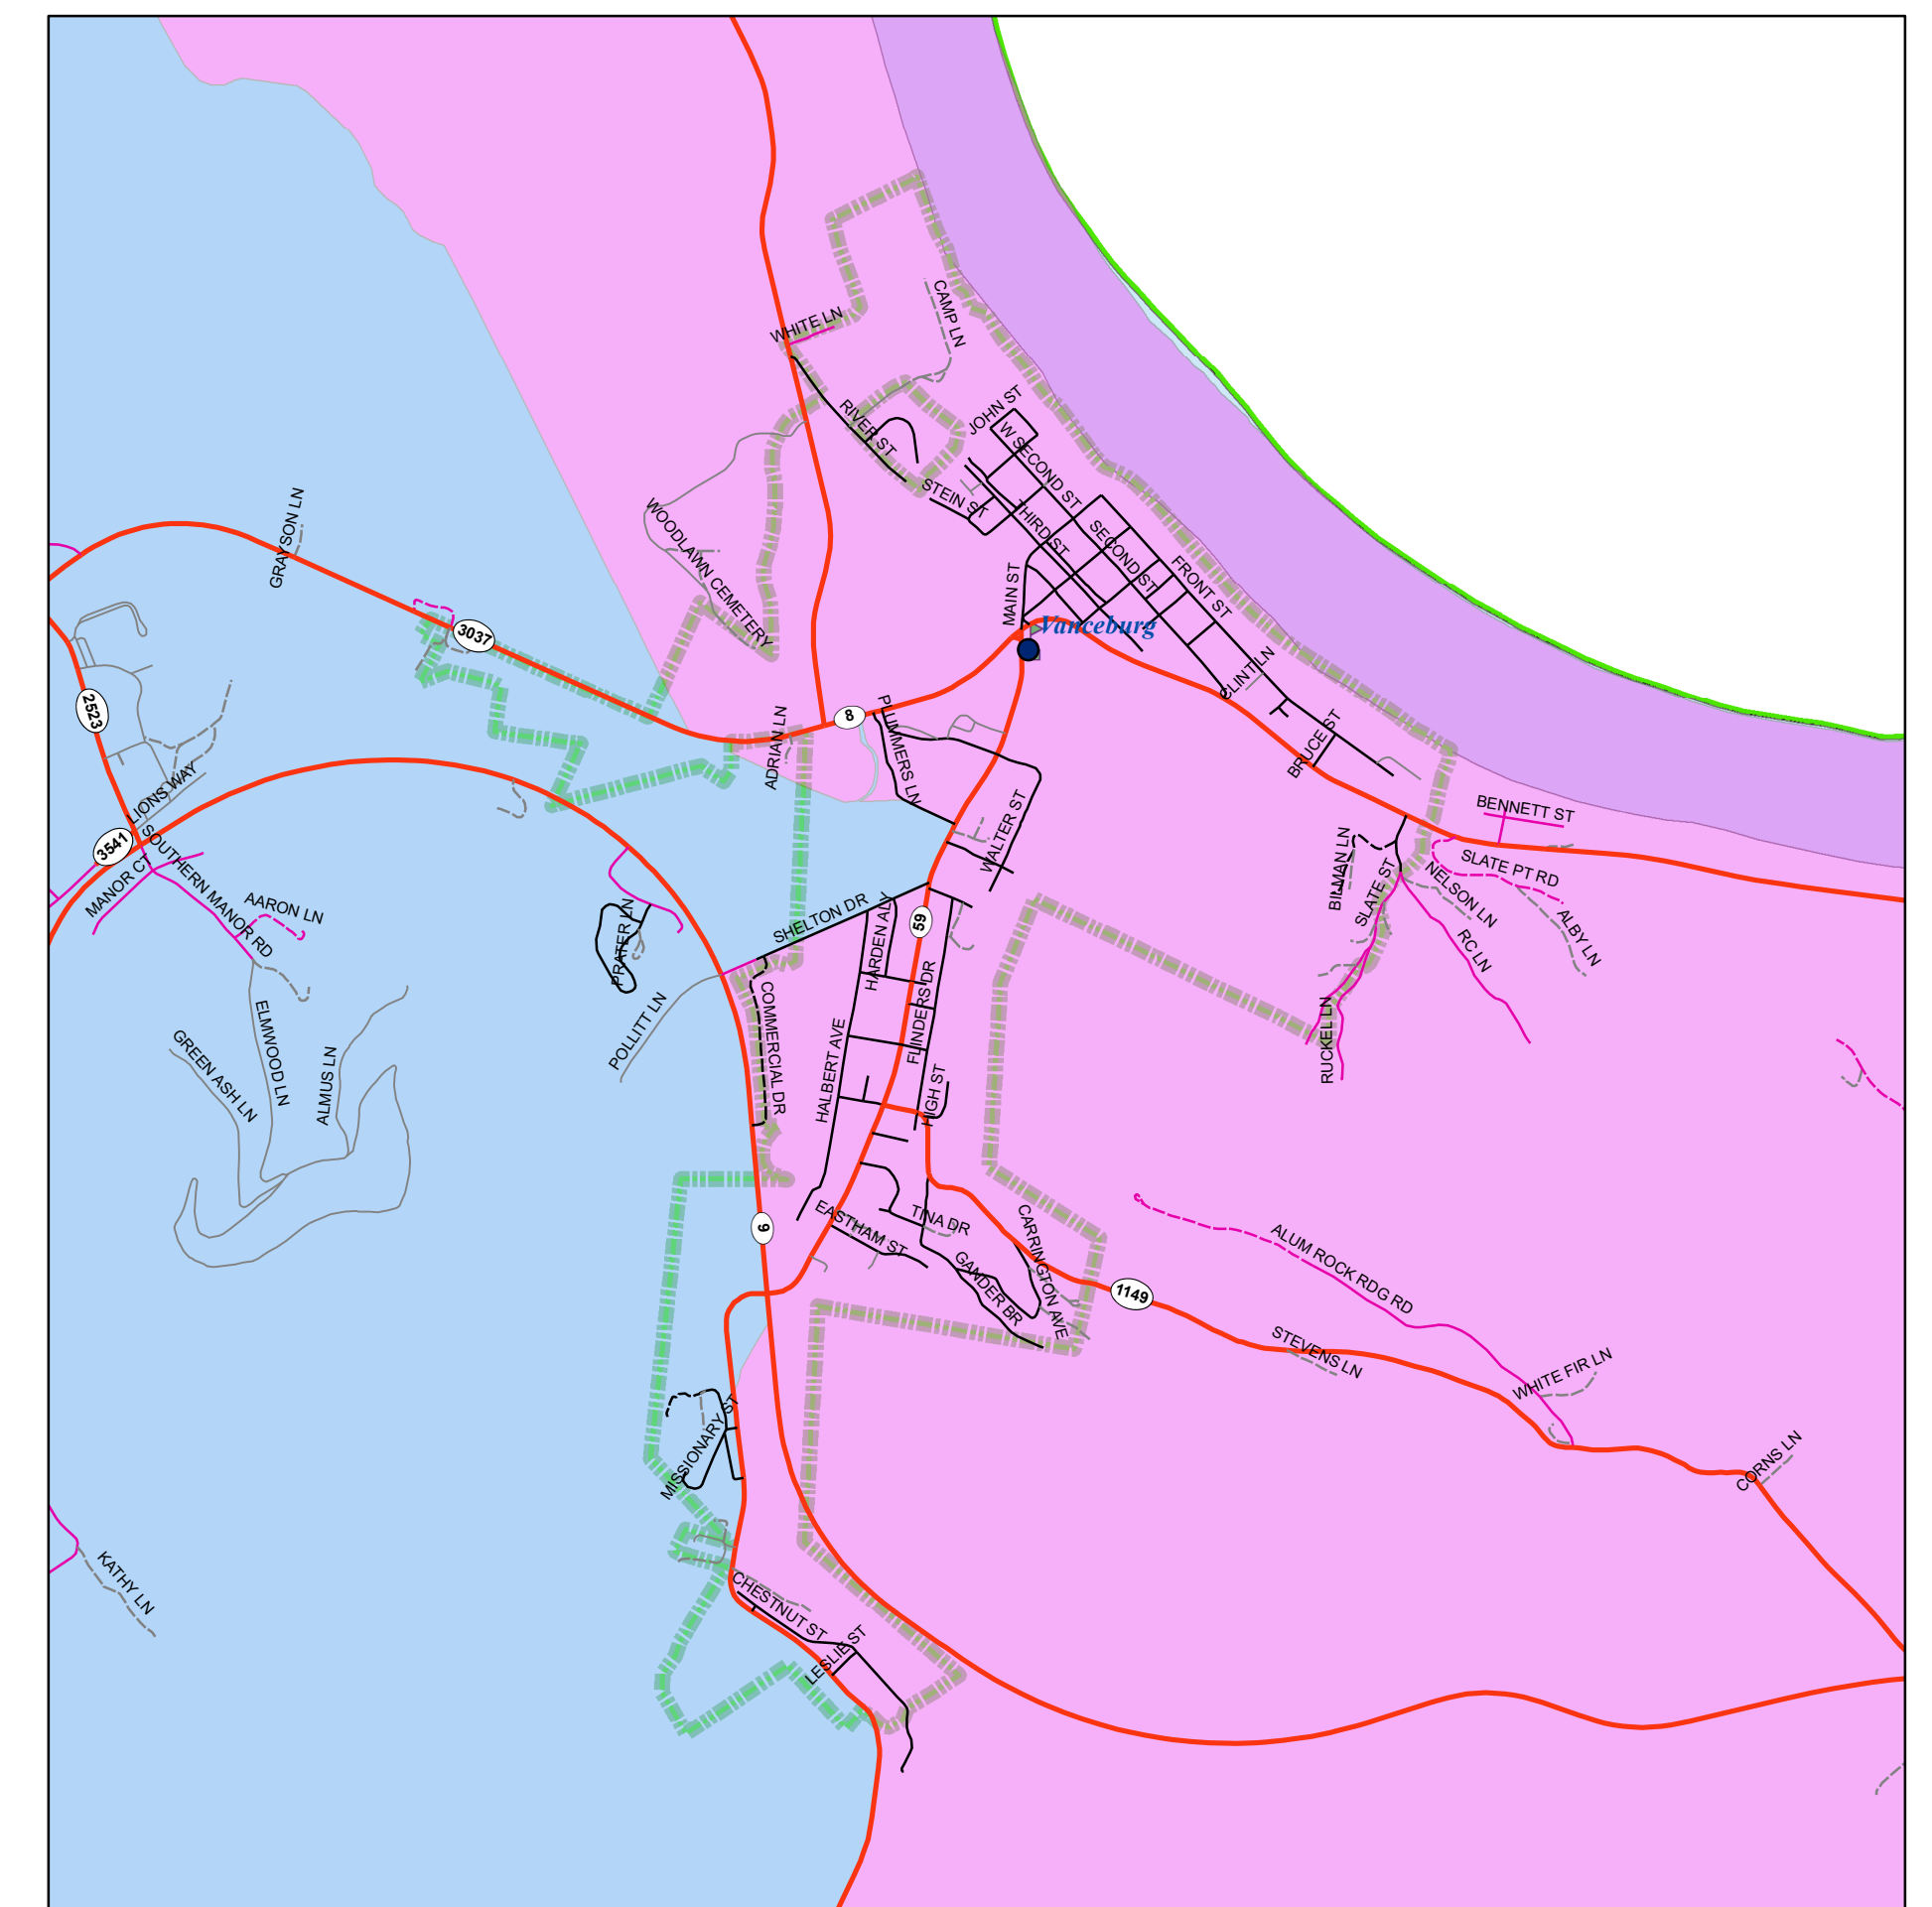 CAMP LN
WHITE LN
JOHN ST
RIVER ST
W SECOND ST
STEIN ST
THIRD ST
SECOND ST
FRONT ST
WOODLAWN CEMETERY
GRAYSON LN
MAIN ST
Vanceburg
3037
CLINT LN
2523
8
PLUMMERS LN
ADRIAN LN
BRUCE ST
LIONS WAY
WALTER ST
BENNETT ST
3541
SOUTHERN MANOR RD
MANOR CT
BILMAN LN
SLATE ST
SLATE PT RD
NELSON LN
AARON LN
SHELTON DR
HARDEN ALY
59
PRATER LN
ALBY LN
RC LN
COMMERCIAL DR
POLLITT LN
FLINDERS DR
RUCKEL LN
ELMWOOD LN
GREEN ASH LN
ALMUS LN
HALBERT AVE
HIGH ST
9
EASTHAM ST
TINA DR
CARRINGTON AVE
GANDER BR
ALUM ROCK RDG RD
1149
STEVENS LN
WHITE FIR LN
MISSIONARY ST
CORNS LN
KATHY LN
CHESTNUT ST
LESLIE ST